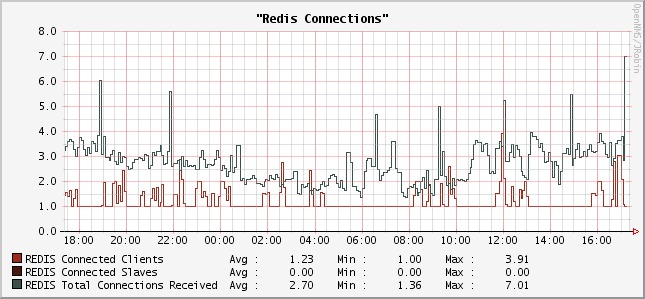 "Redis Connections"
OpenNMS/JRobin
8.0
7.0
6.0
5.0
4.0
3.0
2.0
1.0
0.0
18:00 20:00 22:00 00:00 02:00 04:00 06:00 08:00 10:00 12:00 14:00 16:00
REDIS Connected Clients Avg : 1.23 Min : 1.00 Max : 3.91
REDIS Connected Slaves Avg : 0.00 Min : 0.00 Max : 0.00
REDIS Total Connections Received Avg : 2.70 Min : 1.36 Max : 7.01